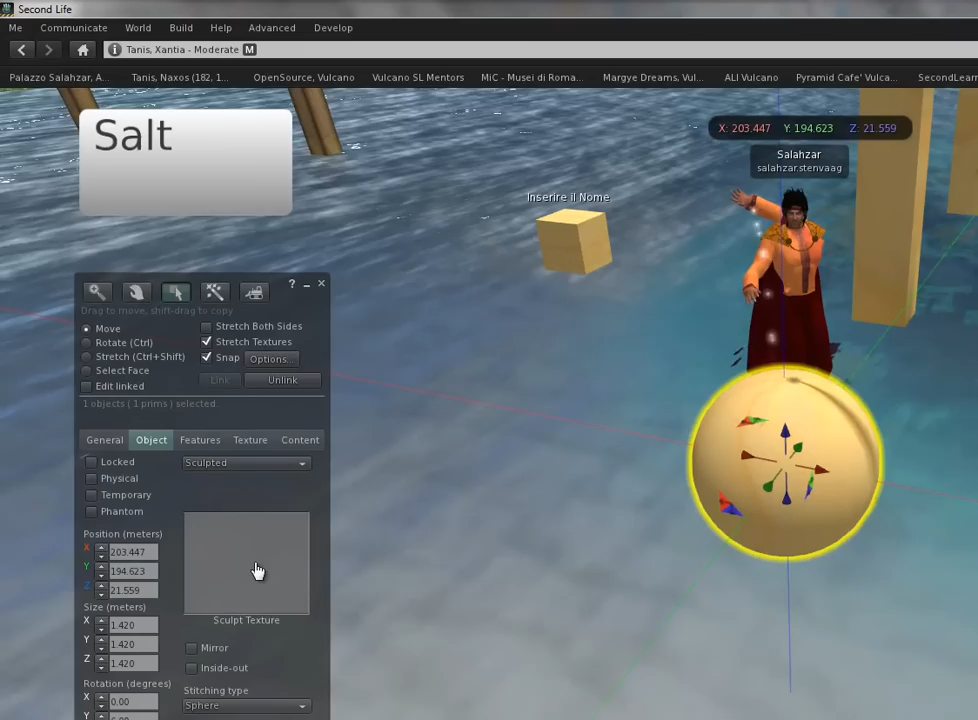 Second Life
Me Communicate World Build Help Advanced Develop
Tanis, Xantia - Moderate M
Palazzo Salahzar, A... Tanis, Naxos (182, 1... OpenSource, Vulcano Vulcano SL Mentors MiC - Musei di Roma... Margye Dreams, Vul... ALI Vulcano Pyramid Cafe' Vulca... SecondLearn
Salt
X: 203.447 Y: 194.623 Z: 21.559
Salahzar
salahzar.stenvaag
Inserire il Nome
? _ ×
Drag to move, shift-drag to copy
Move
Rotate (Ctrl)
Stretch (Ctrl+Shift)
Select Face
Edit linked
Stretch Both Sides
Stretch Textures
Snap Options...
Link Unlink
1 objects ( 1 prims ) selected.
General Object Features Texture Content
Locked
Physical
Temporary
Phantom
Position (meters)
X 203.447
Y 194.623
Z 21.559
Size (meters)
X 1.420
Y 1.420
Z 1.420
Rotation (degrees)
X 0.00
Y
Sculpted
Sculpt Texture
Mirror
Inside-out
Stitching type
Sphere